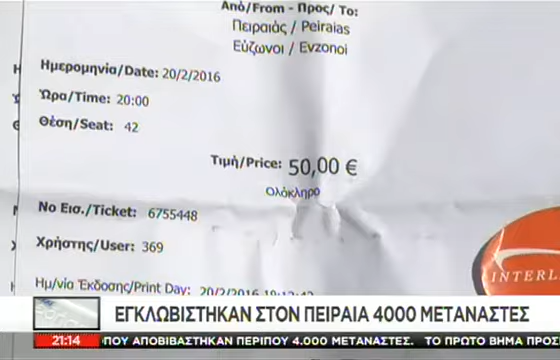 Από/From - Προς/ To:
Πειραιάς / Peiraias
Εύζωνοι / Evzonoi
Ημερομηνία/Date: 20/2/2016
Ώρα/Time: 20:00
Θέση/Seat: 42
Τιμή/Price: 50,00 €
Ολόκληρο
Νο Εισ./Ticket: 6755448
Χρήστης/User: 369
Ημ/νία Έκδοσης/Print Day: 20/2/2016
INTERL
ΕΓΚΛΩΒΙΣΤΗΚΑΝ ΣΤΟΝ ΠΕΙΡΑΙΑ 4000 ΜΕΤΑΝΑΣΤΕΣ
21:14 ΠΟΥ ΑΠΟΒΙΒΑΣΤΗΚΑΝ ΠΕΡΙΠΟΥ 4.000 ΜΕΤΑΝΑΣΤΕΣ. ΤΟ ΠΡΩΤΟ ΒΗΜΑ ΠΡΟΣ